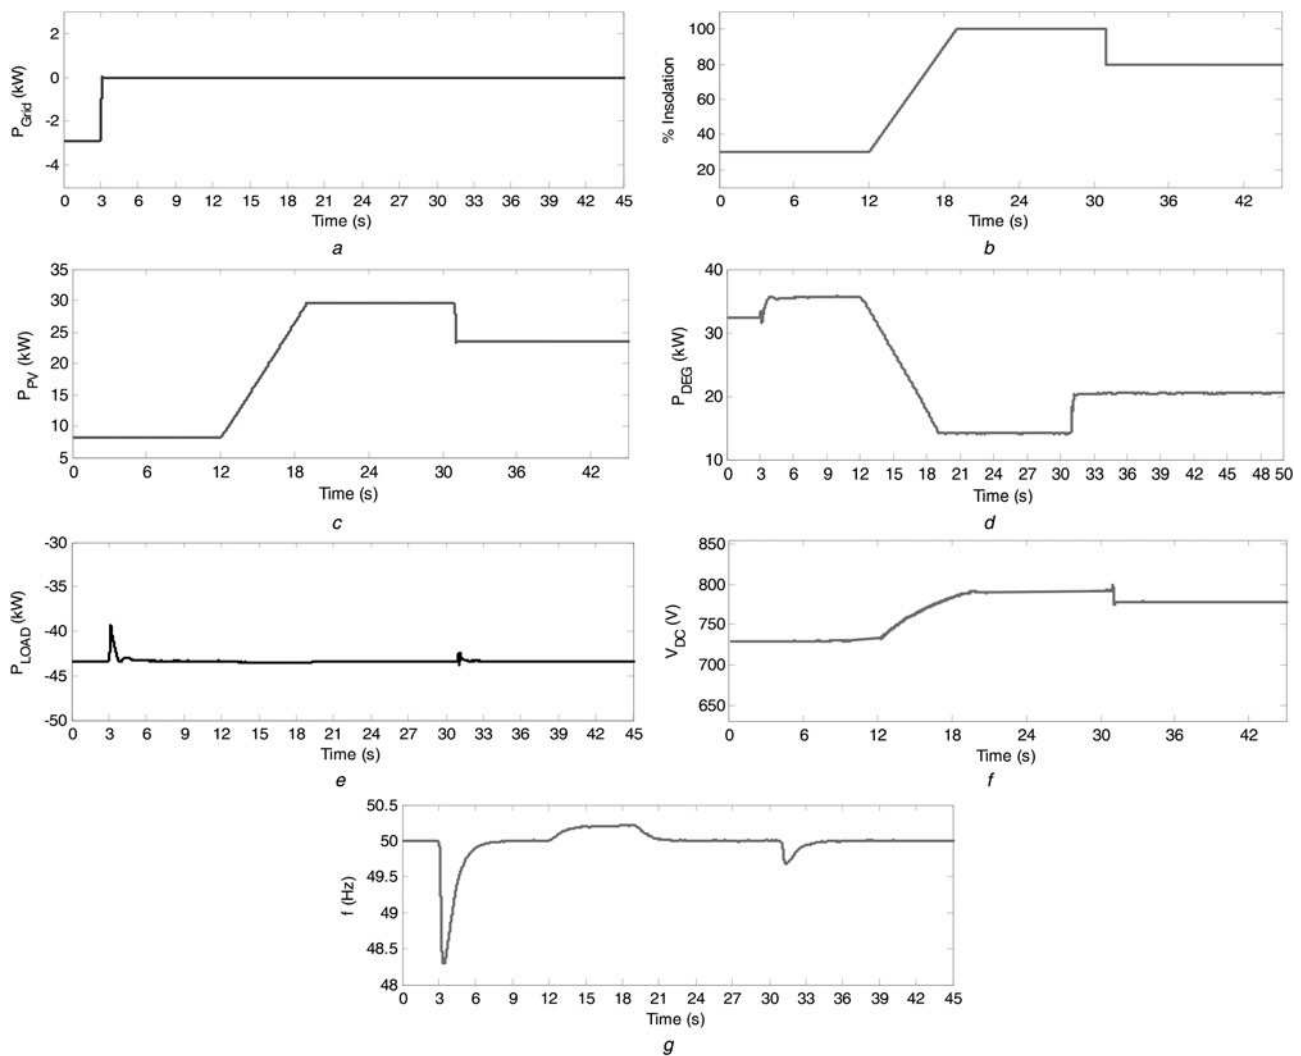 P_Grid (kW)
2
0
-2
-4
0 3 6 9 12 15 18 21 24 27 30 33 36 39 42 45
Time (s)
a
% Insolation
100
80
60
40
20
0 6 12 18 24 30 36 42
Time (s)
b
P_PV (kW)
35
30
25
20
15
10
5
0 6 12 18 24 30 36 42
Time (s)
c
P_DEG (kW)
40
30
20
10
0 3 6 9 12 15 18 21 24 27 30 33 36 39 42 45 48 50
Time (s)
d
P_LOAD (kW)
-30
-35
-40
-45
-50
0 3 6 9 12 15 18 21 24 27 30 33 36 39 42 45
Time (s)
e
V_DC (V)
850
800
750
700
650
0 6 12 18 24 30 36 42
Time (s)
f
f (Hz)
50.5
50
49.5
49
48.5
48
0 3 6 9 12 15 18 21 24 27 30 33 36 39 42 45
Time (s)
g